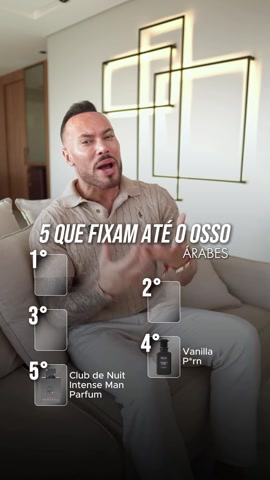 5 QUE FIXAM ATÉ O OSSO
ÁRABES
1°
2°
3°
4°
Vanilla
P*rn
5°
Club de Nuit
Intense Man
Parfum